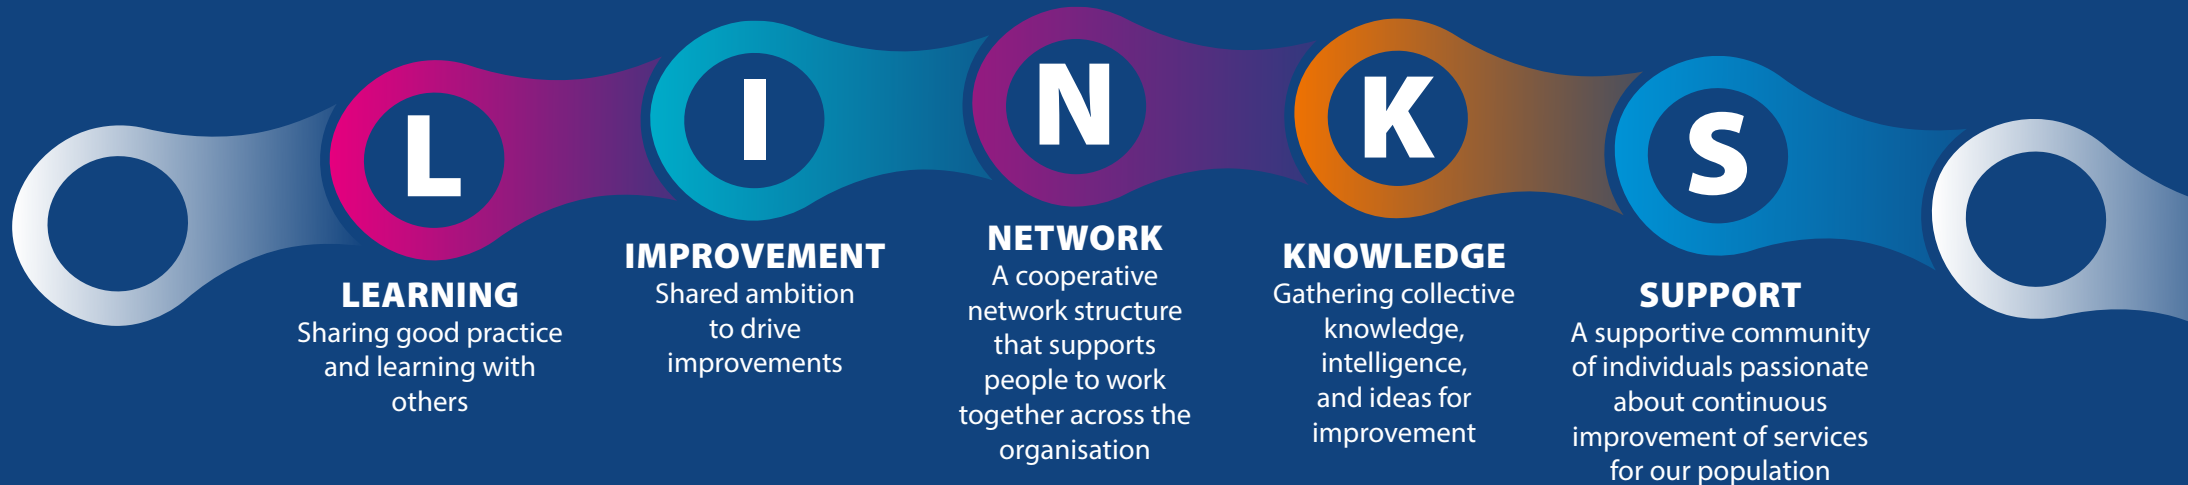 L
I
N
K
S
LEARNING
Sharing good practice
and learning with
others
IMPROVEMENT
Shared ambition
to drive
improvements
NETWORK
A cooperative
network structure
that supports
people to work
together across the
organisation
KNOWLEDGE
Gathering collective
knowledge,
intelligence,
and ideas for
improvement
SUPPORT
A supportive community
of individuals passionate
about continuous
improvement of services
for our population